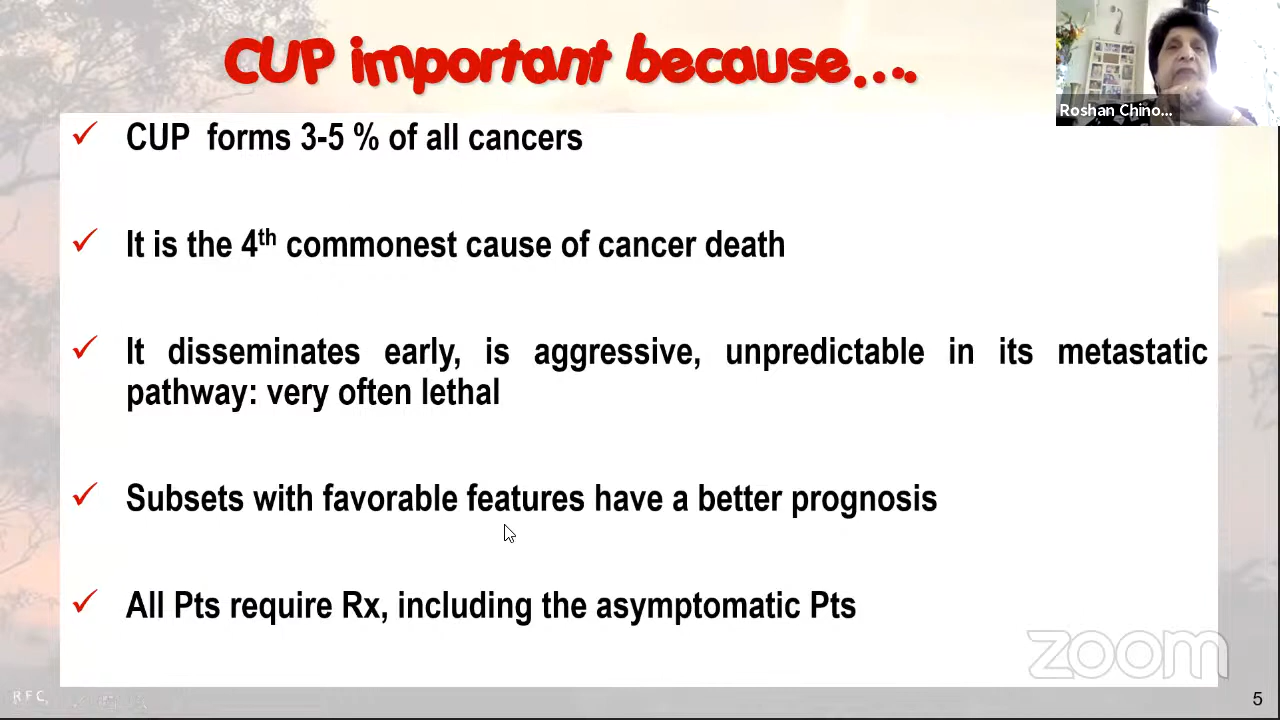 CUP important because....
Roshan Chino...
✓ CUP forms 3-5 % of all cancers
✓ It is the 4th commonest cause of cancer death
✓ It disseminates early, is aggressive, unpredictable in its metastatic
pathway: very often lethal
✓ Subsets with favorable features have a better prognosis
✓ All Pts require Rx, including the asymptomatic Pts
zoom
RFC,
5